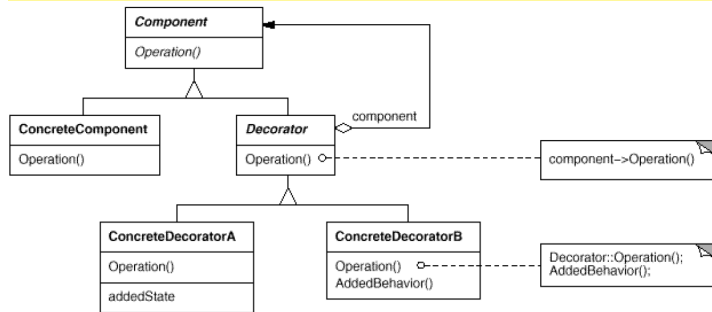 Component
Operation()
component
ConcreteComponent
Operation()
Decorator
Operation()
component->Operation()
ConcreteDecoratorA
Operation()
addedState
ConcreteDecoratorB
Operation()
AddedBehavior()
Decorator::Operation();
AddedBehavior();